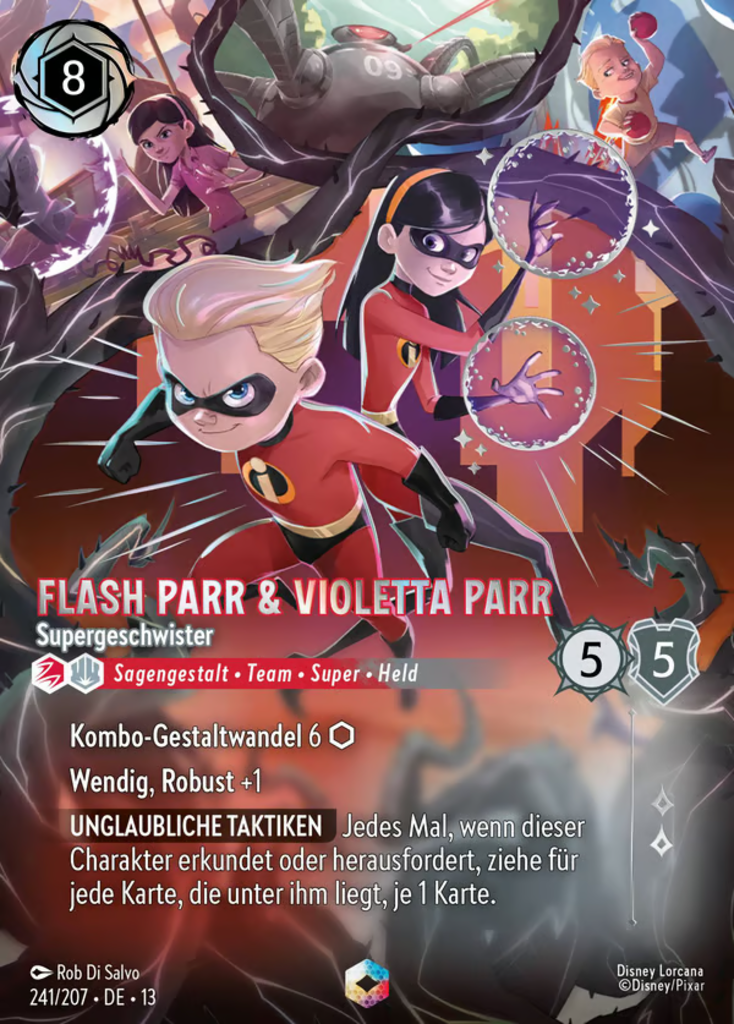 8
09
FLASH PARR & VIOLETTA PARR
Supergeschwister
5 5
Sagengestalt • Team • Super • Held
Kombo-Gestaltwandel 6
Wendig, Robust +1
UNGLAUBLICHE TAKTIKEN Jedes Mal, wenn dieser
Charakter erkundet oder herausfordert, ziehe für
jede Karte, die unter ihm liegt, je 1 Karte.
Rob Di Salvo
241/207 • DE • 13
Disney Lorcana
©Disney/Pixar